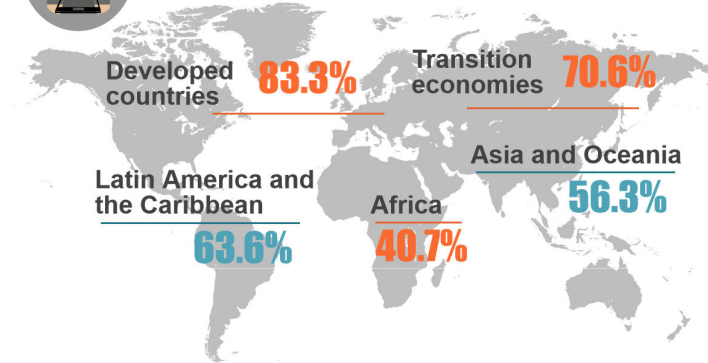 Developed
countries
83.3%
Transition
economies
70.6%
Latin America and
the Caribbean
63.6%
Africa
40.7%
Asia and Oceania
56.3%